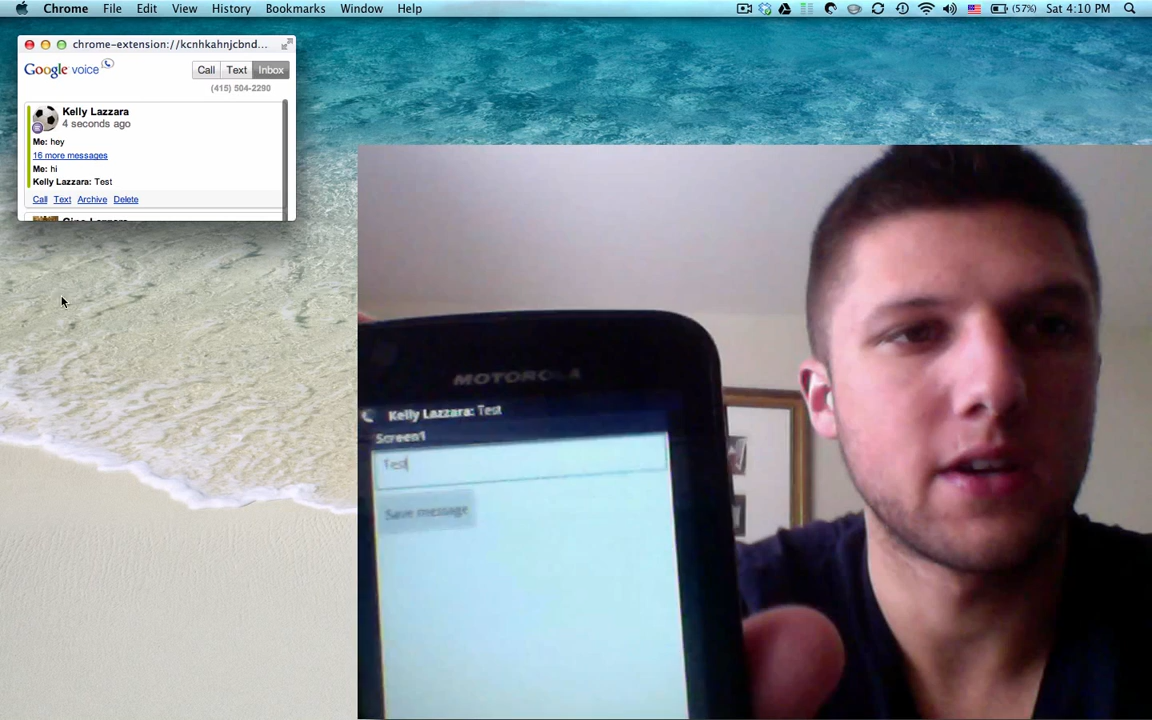 Chrome File Edit View History Bookmarks Window Help (57%) Sat 4:10 PM
chrome-extension://kcnhkahnjcbnd...
Google voice Call Text Inbox
(415) 504-2290
Kelly Lazzara
4 seconds ago
Me: hey
16 more messages
Me: hi
Kelly Lazzara: Test
Call Text Archive Delete
MOTOROLA
Kelly Lazzara: Test
Screen1
Test
Save message